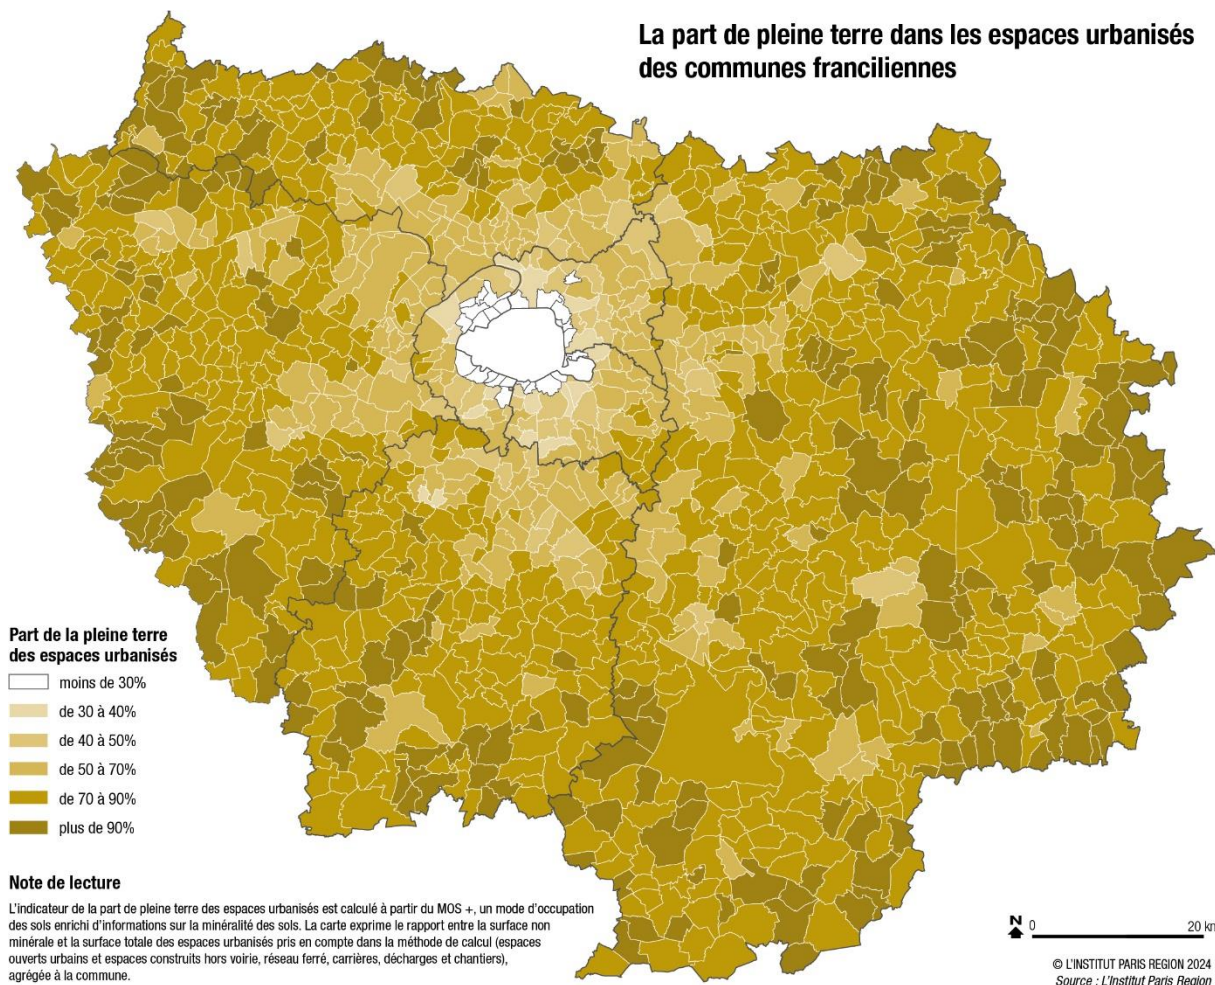 La part de pleine terre dans les espaces urbanisés
des communes franciliennes
Part de la pleine terre
des espaces urbanisés
moins de 30%
de 30 à 40%
de 40 à 50%
de 50 à 70%
de 70 à 90%
plus de 90%
Note de lecture
L'indicateur de la part de pleine terre des espaces urbanisés est calculé à partir du MOS +, un mode d'occupation
des sols enrichi d'informations sur la minéralité des sols. La carte exprime le rapport entre la surface non
minérale et la surface totale des espaces urbanisés pris en compte dans la méthode de calcul (espaces
ouverts urbains et espaces construits hors voirie, réseau ferré, carrières, décharges et chantiers),
agrégée à la commune.
N 0 20 km
© L'INSTITUT PARIS REGION 2024
Source : L'Institut Paris Region